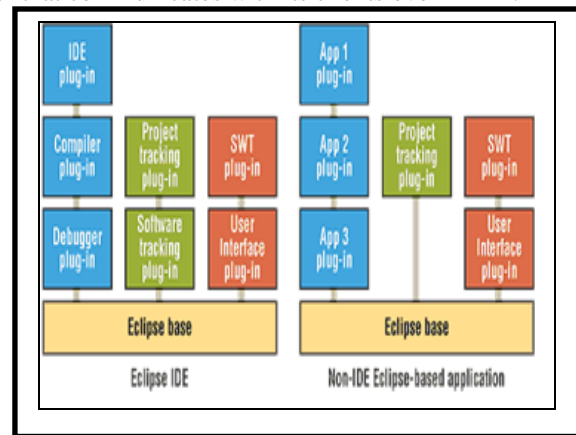 IDE
plug-in
Compiler
plug-in
Debugger
plug-in
Project
tracking
plug-in
Software
tracking
plug-in
SWT
plug-in
User
Interface
plug-in
Eclipse base
Eclipse IDE
App 1
plug-in
App 2
plug-in
App 3
plug-in
Project
tracking
plug-in
SWT
plug-in
User
Interface
plug-in
Eclipse base
Non-IDE Eclipse-based application